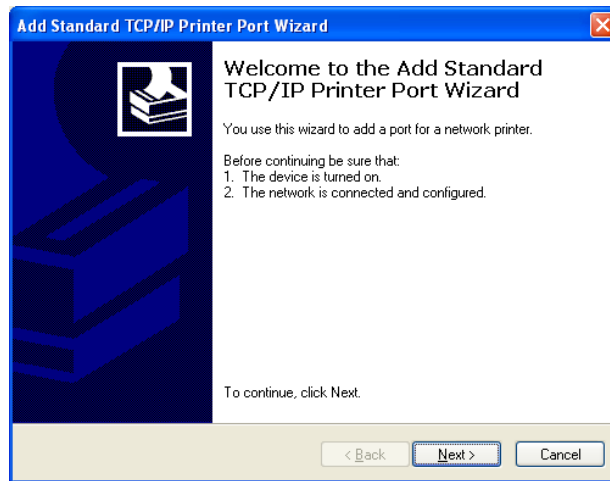 Add Standard TCP/IP Printer Port Wizard
Welcome to the Add Standard
TCP/IP Printer Port Wizard
You use this wizard to add a port for a network printer.
Before continuing be sure that:
1. The device is turned on.
2. The network is connected and configured.
To continue, click Next.
< Back Next > Cancel